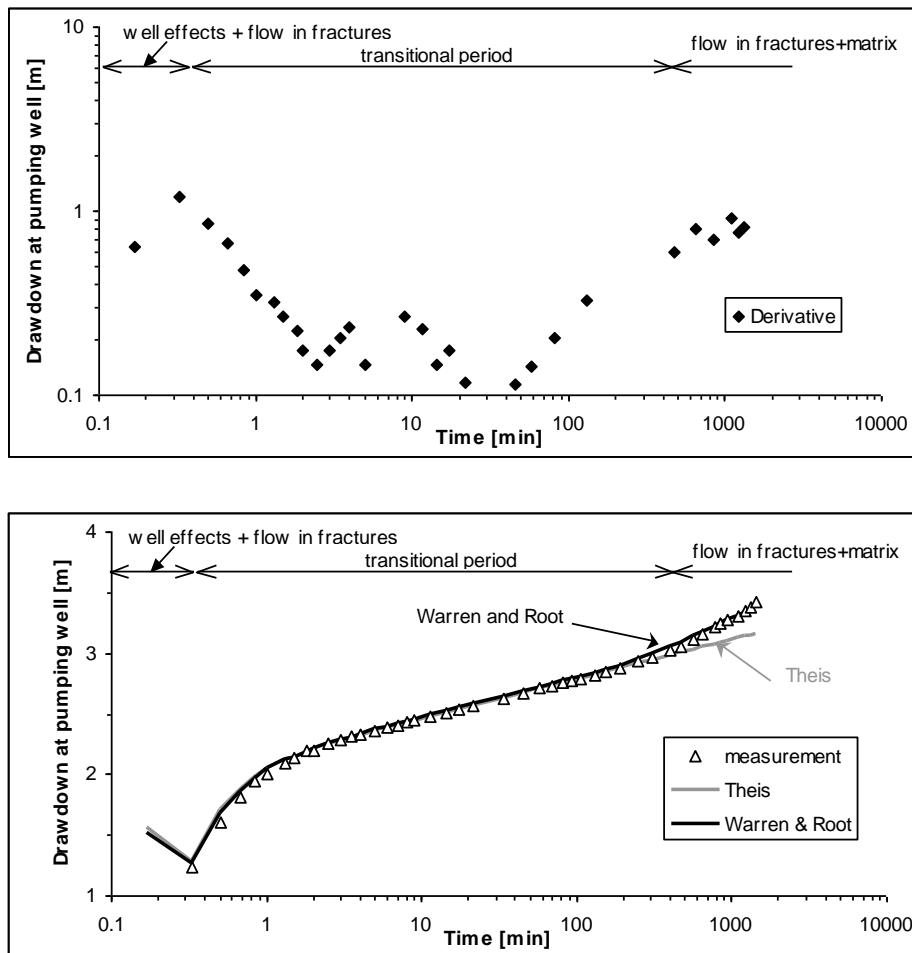 well effects + flow in fractures
flow in fractures+matrix
transitional period
Drawdown at pumping well [m]
10
1
0.1
Derivative
0.1 1 10 100 1000 10000
Time [min]
well effects + flow in fractures
flow in fractures+matrix
transitional period
Drawdown at pumping well [m]
4
3
2
1
Warren and Root
Theis
measurement
Theis
Warren & Root
0.1 1 10 100 1000 10000
Time [min]